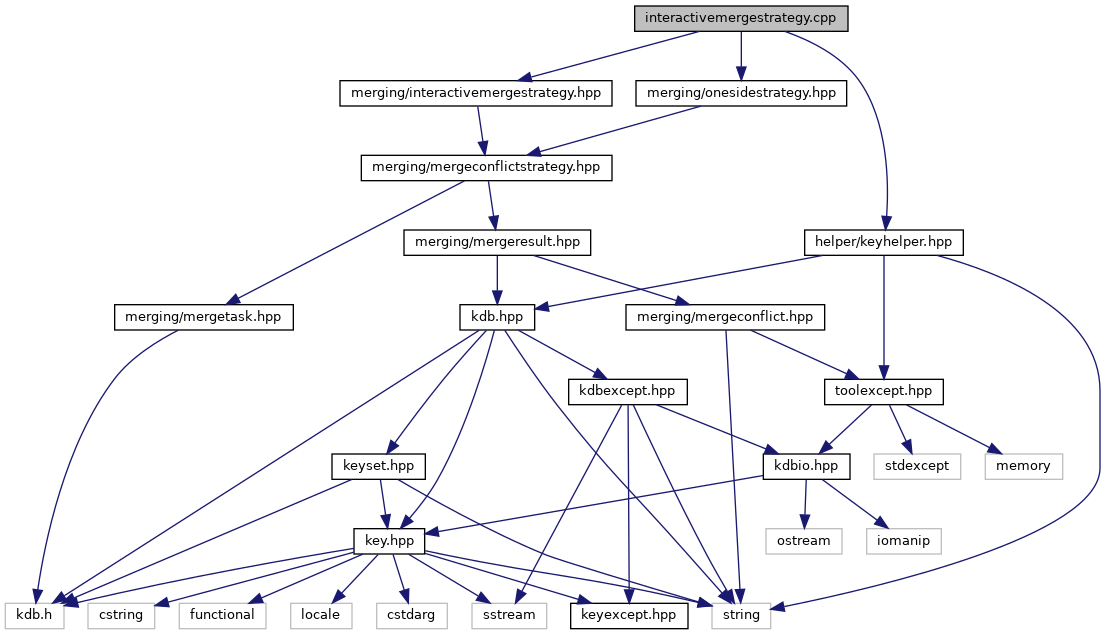 interactivemergestrategy.cpp
merging/interactivemergestrategy.hpp
merging/onesidestrategy.hpp
merging/mergeconflictstrategy.hpp
merging/mergeresult.hpp
helper/keyhelper.hpp
merging/mergetask.hpp
kdb.hpp
merging/mergeconflict.hpp
kdbexcept.hpp
toolexcept.hpp
keyset.hpp
kdbio.hpp
stdexcept
memory
key.hpp
ostream
iomanip
kdb.h
cstring
functional
locale
cstdarg
sstream
keyexcept.hpp
string